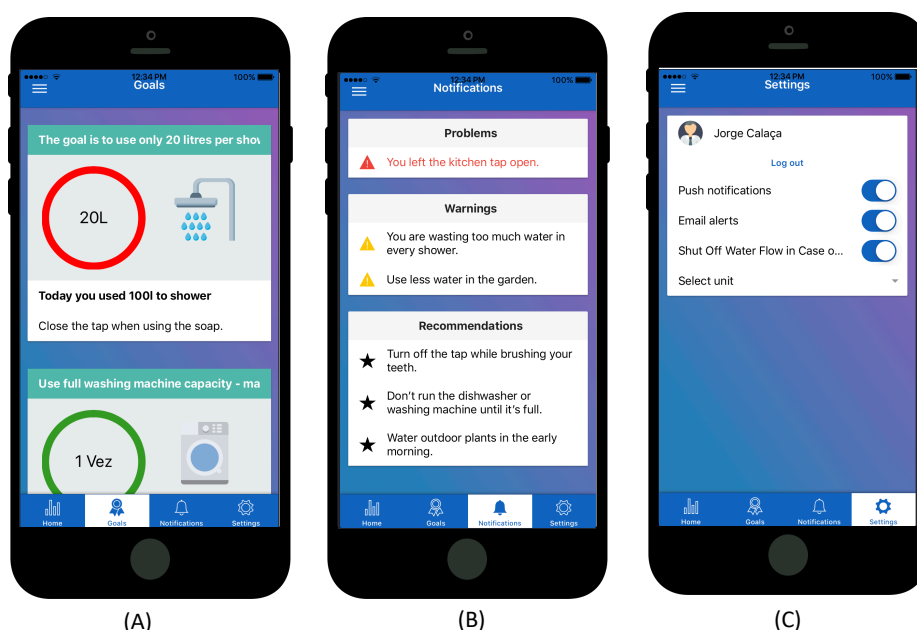 12:34 PM 100%
Goals
The goal is to use only 20 litres per show
20L
Today you used 100l to shower
Close the tap when using the soap.
Use full washing machine capacity - ma
1 Vez
Home Goals Notifications Settings
(A)
12:34 PM 100%
Notifications
Problems
You left the kitchen tap open.
Warnings
You are wasting too much water in
every shower.
Use less water in the garden.
Recommendations
Turn off the tap while brushing your
teeth.
Don't run the dishwasher or
washing machine until it's full.
Water outdoor plants in the early
morning.
Home Goals Notifications Settings
(B)
12:34 PM 100%
Settings
Jorge Calaça
Log out
Push notifications
Email alerts
Shut Off Water Flow in Case o...
Select unit
Home Goals Notifications Settings
(C)